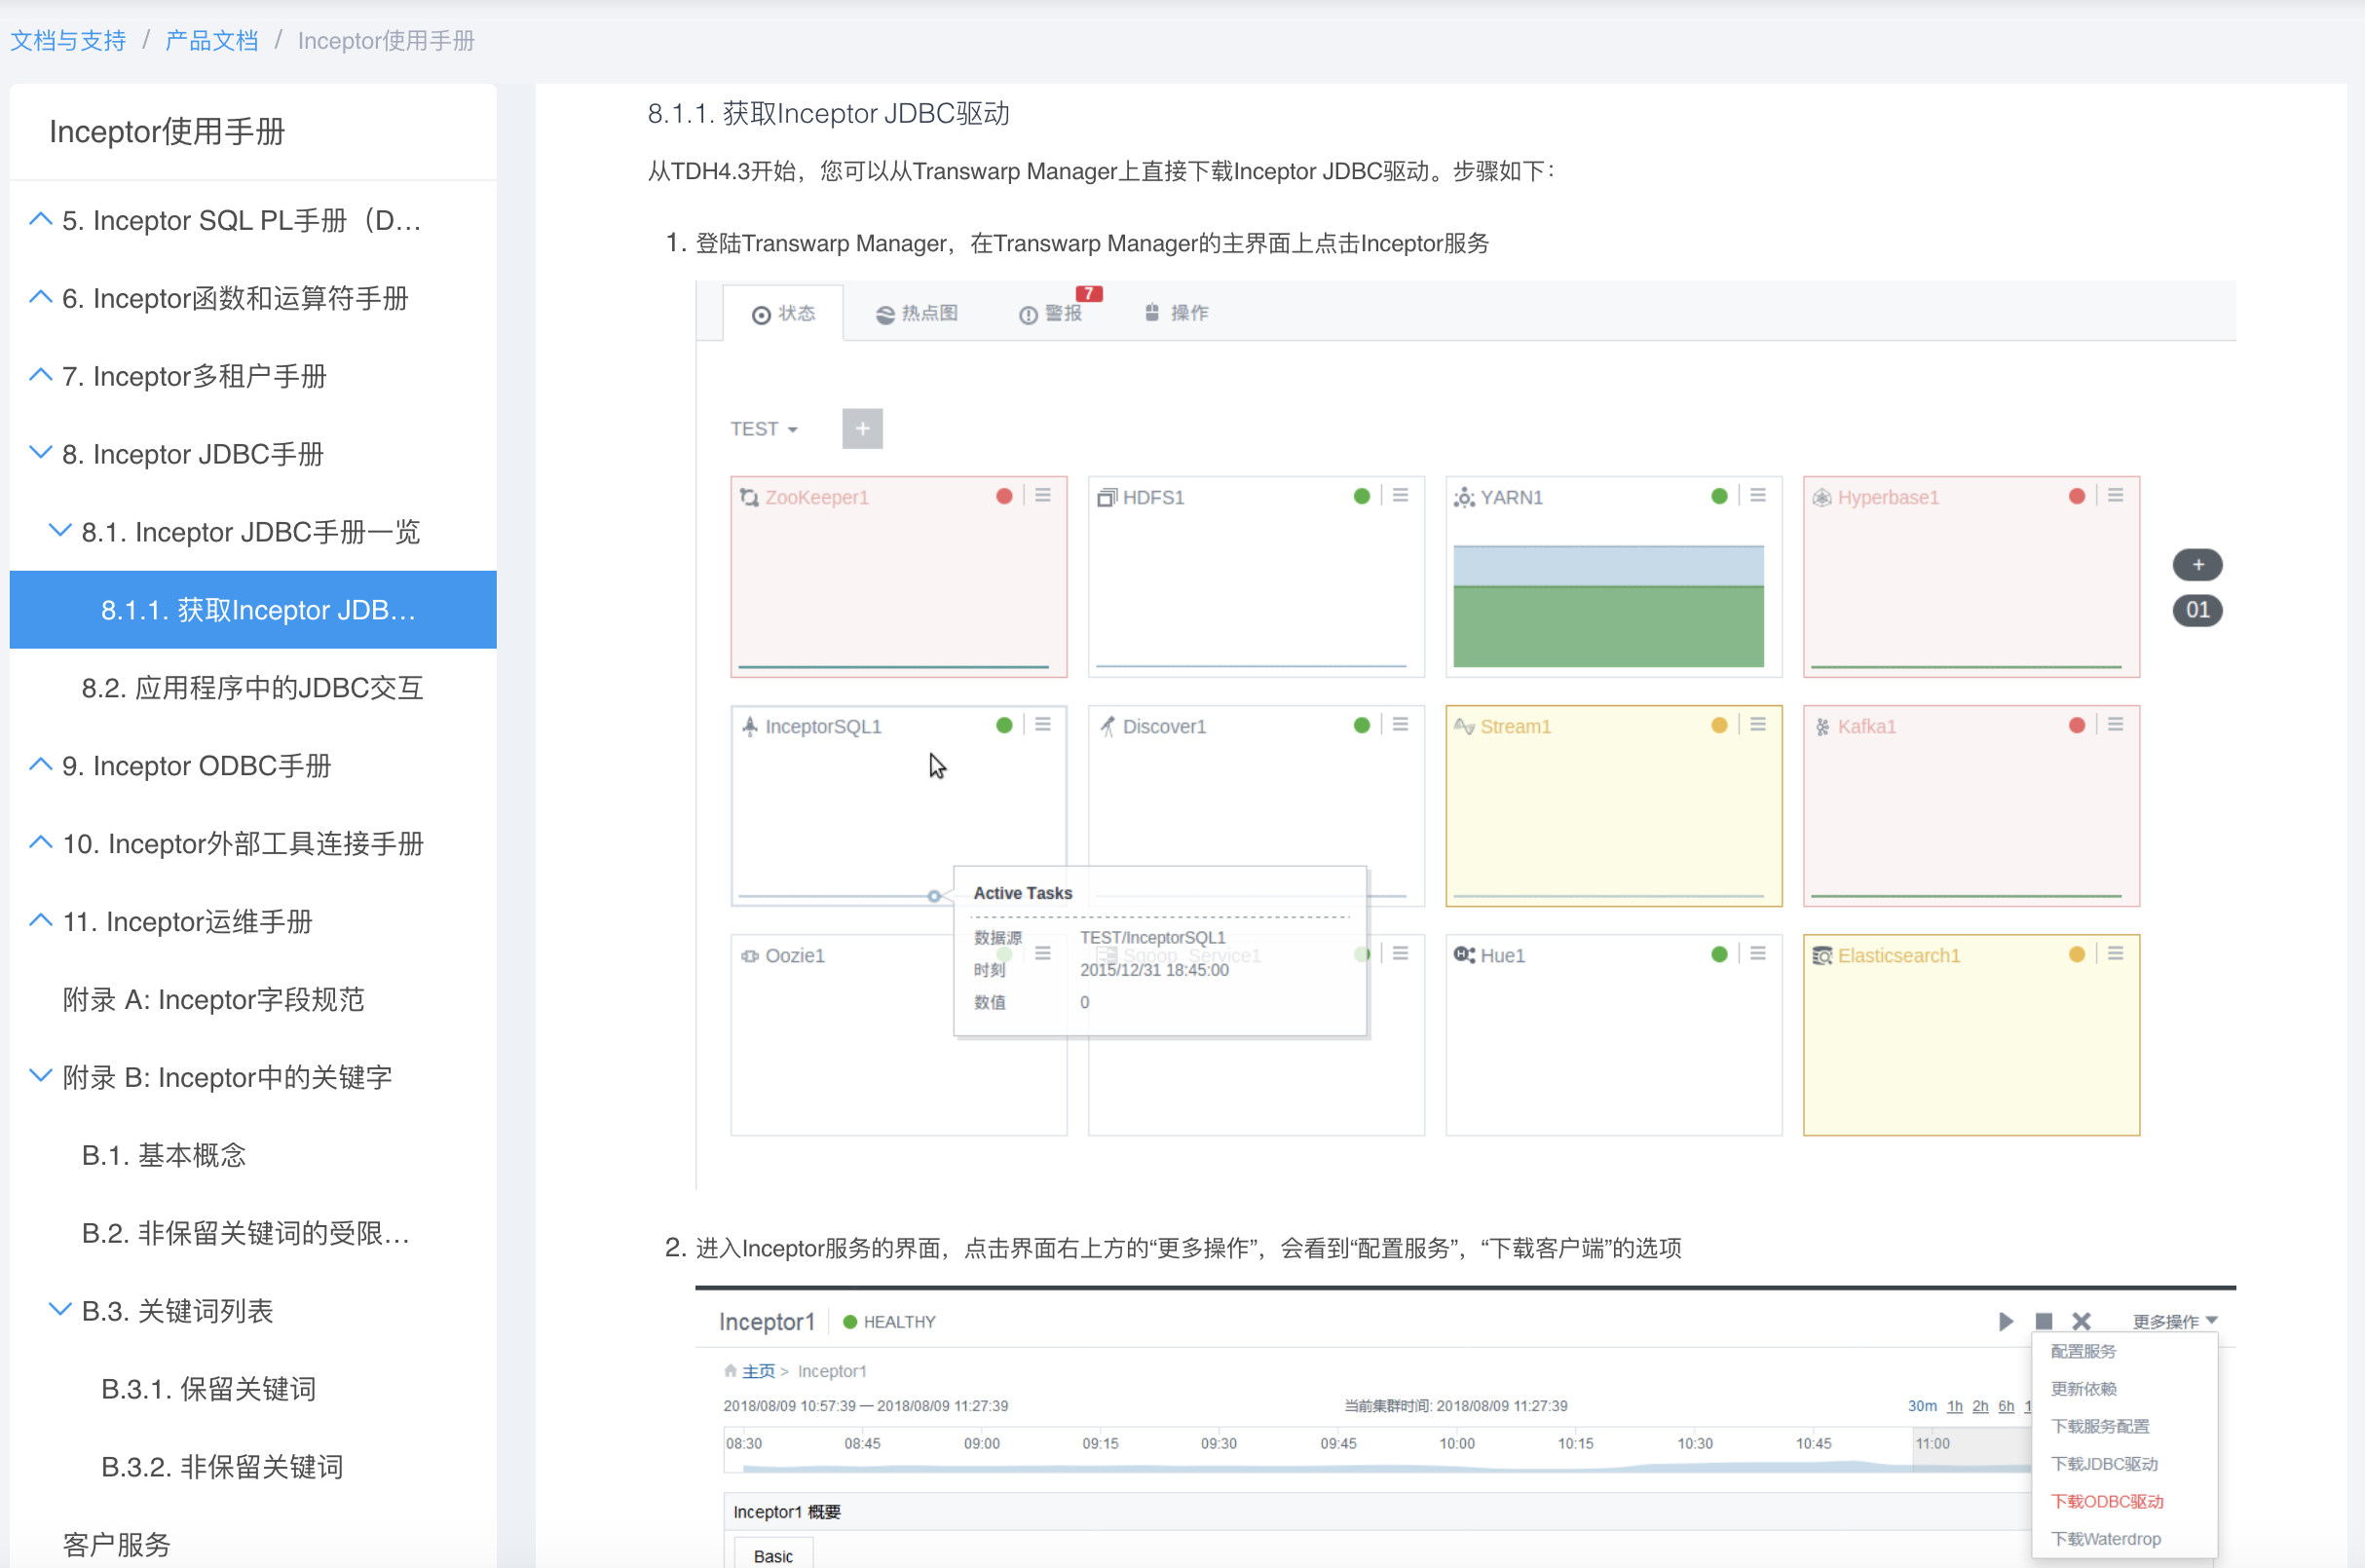 文档与支持 / 产品文档 / Inceptor使用手册
Inceptor使用手册
5. Inceptor SQL PL手册（D...
6. Inceptor函数和运算符手册
7. Inceptor多租户手册
8. Inceptor JDBC手册
8.1. Inceptor JDBC手册一览
8.1.1. 获取Inceptor JDB...
8.2. 应用程序中的JDBC交互
9. Inceptor ODBC手册
10. Inceptor外部工具连接手册
11. Inceptor运维手册
附录 A: Inceptor字段规范
附录 B: Inceptor中的关键字
B.1. 基本概念
B.2. 非保留关键词的受限...
B.3. 关键词列表
B.3.1. 保留关键词
B.3.2. 非保留关键词
客户服务
8.1.1. 获取Inceptor JDBC驱动
从TDH4.3开始，您可以从Transwarp Manager上直接下载Inceptor JDBC驱动。步骤如下：
1. 登陆Transwarp Manager，在Transwarp Manager的主界面上点击Inceptor服务
状态 热点图 警报 7 操作
TEST +
ZooKeeper1 HDFS1 YARN1 Hyperbase1
+
01
InceptorSQL1 Discover1 Stream1 Kafka1
Active Tasks
数据源 TEST/InceptorSQL1
时刻 2015/12/31 18:45:00
数值 0
Oozie1 Sqoop_Service1 Hue1 Elasticsearch1
2. 进入Inceptor服务的界面，点击界面右上方的“更多操作”，会看到“配置服务”，“下载客户端”的选项
Inceptor1 HEALTHY 更多操作
主页 > Inceptor1
2018/08/09 10:57:39 — 2018/08/09 11:27:39 当前集群时间: 2018/08/09 11:27:39 30m 1h 2h 6h 1
08:30 08:45 09:00 09:15 09:30 09:45 10:00 10:15 10:30 10:45 11:00
配置服务
更新依赖
下载服务配置
下载JDBC驱动
下载ODBC驱动
下载Waterdrop
Inceptor1 概要
Basic